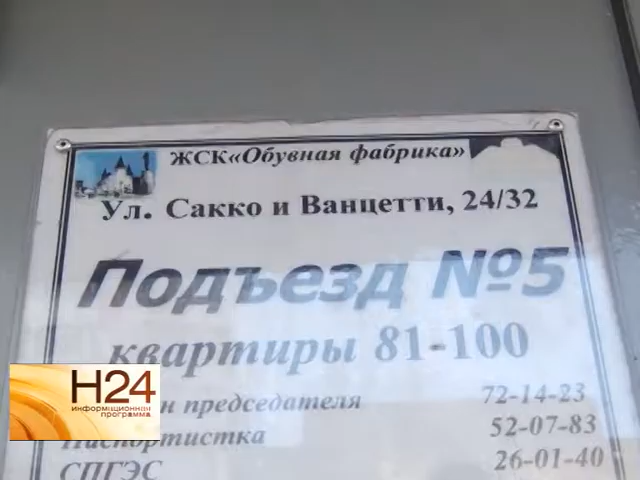 ЖСК«Обувная фабрика»
Ул. Сакко и Ванцетти, 24/32
Подъезд №5
квартиры 81-100
председателя 72-14-23
Паспортистка 52-07-83
СПГЭС 26-01-40
Н24
информационная
программа